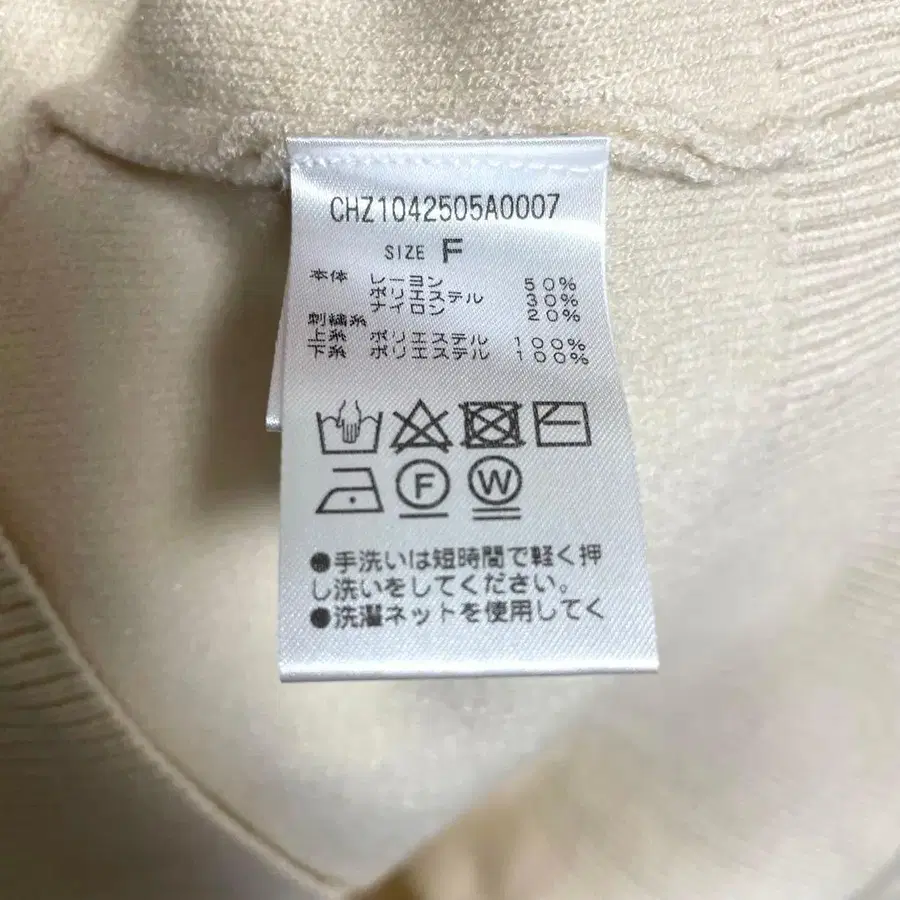 CHZ1042505A0007
SIZE F
本体 レーヨン 50%
ポリエステル 30%
ナイロン 20%
刺繍糸
上糸 ポリエステル 100%
下糸 ポリエステル 100%
F W
●手洗いは短時間で軽く押
し洗いをしてください。
●洗濯ネットを使用してく